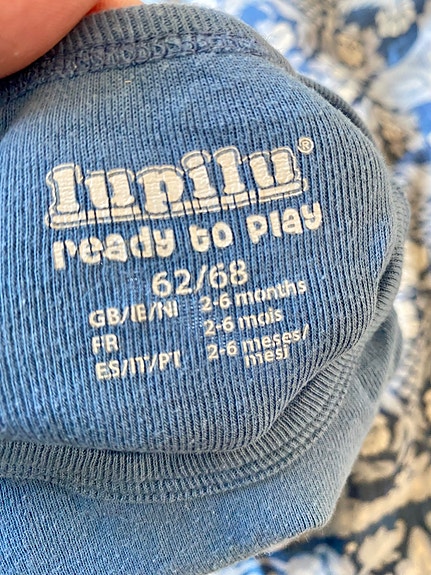 lupilu®
ready to play
62/68
GB/IE/NI 2-6 months
FR 2-6 mois
ES/IT/PT 2-6 meses/
mesi